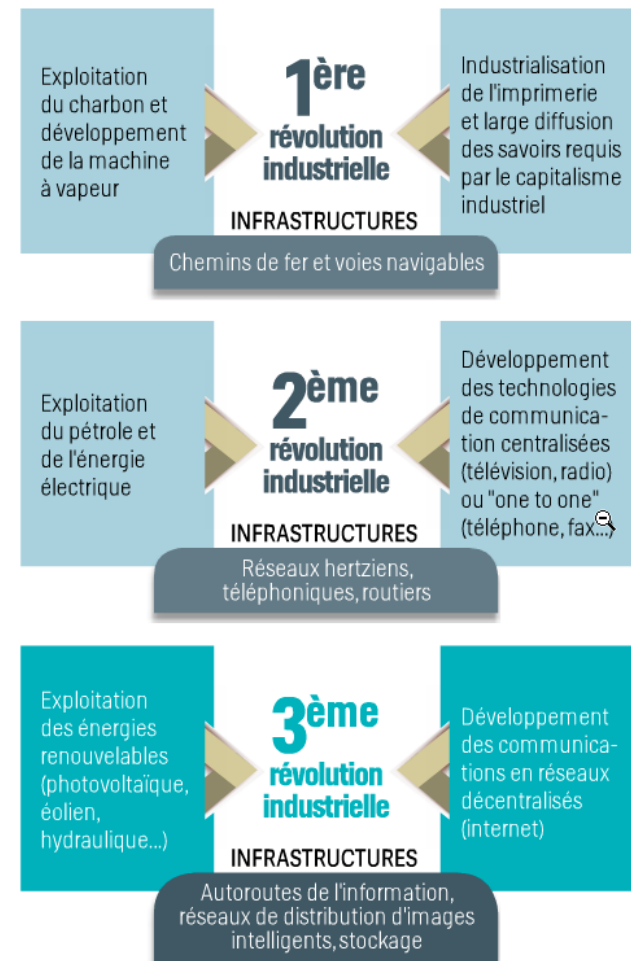 Exploitation
du charbon et
développement
de la machine
à vapeur
1ère
révolution
industrielle
Industrialisation
de l'imprimerie
et large diffusion
des savoirs requis
par le capitalisme
industriel
INFRASTRUCTURES
Chemins de fer et voies navigables
Exploitation
du pétrole et
de l'énergie
électrique
2ème
révolution
industrielle
Développement
des technologies
de communica-
tion centralisées
(télévision, radio)
ou "one to one"
(téléphone, fax...)
INFRASTRUCTURES
Réseaux hertziens,
téléphoniques, routiers
Exploitation
des énergies
renouvelables
(photovoltaïque,
éolien,
hydraulique...)
3ème
révolution
industrielle
Développement
des communica-
tions en réseaux
décentralisés
(internet)
INFRASTRUCTURES
Autoroutes de l'information,
réseaux de distribution d'images
intelligents, stockage